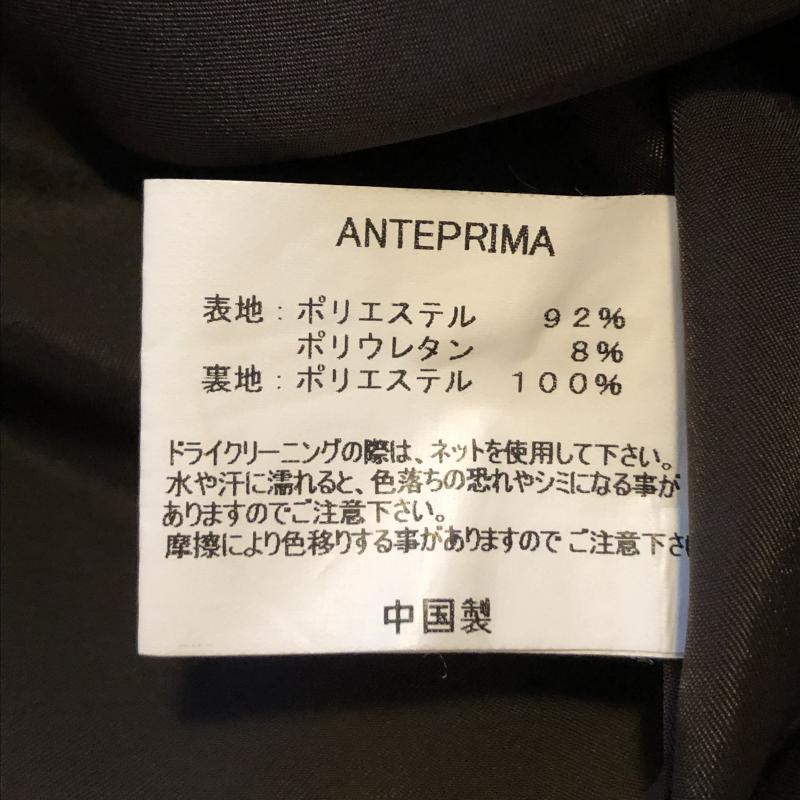 ANTEPRIMA
表地：ポリエステル　９２％
ポリウレタン　８％
裏地：ポリエステル　１００％
ドライクリーニングの際は、ネットを使用して下さい。
水や汗に濡れると、色落ちの恐れやシミになる事が
ありますのでご注意下さい。
摩擦により色移りする事がありますので ご注意下さ
中国製